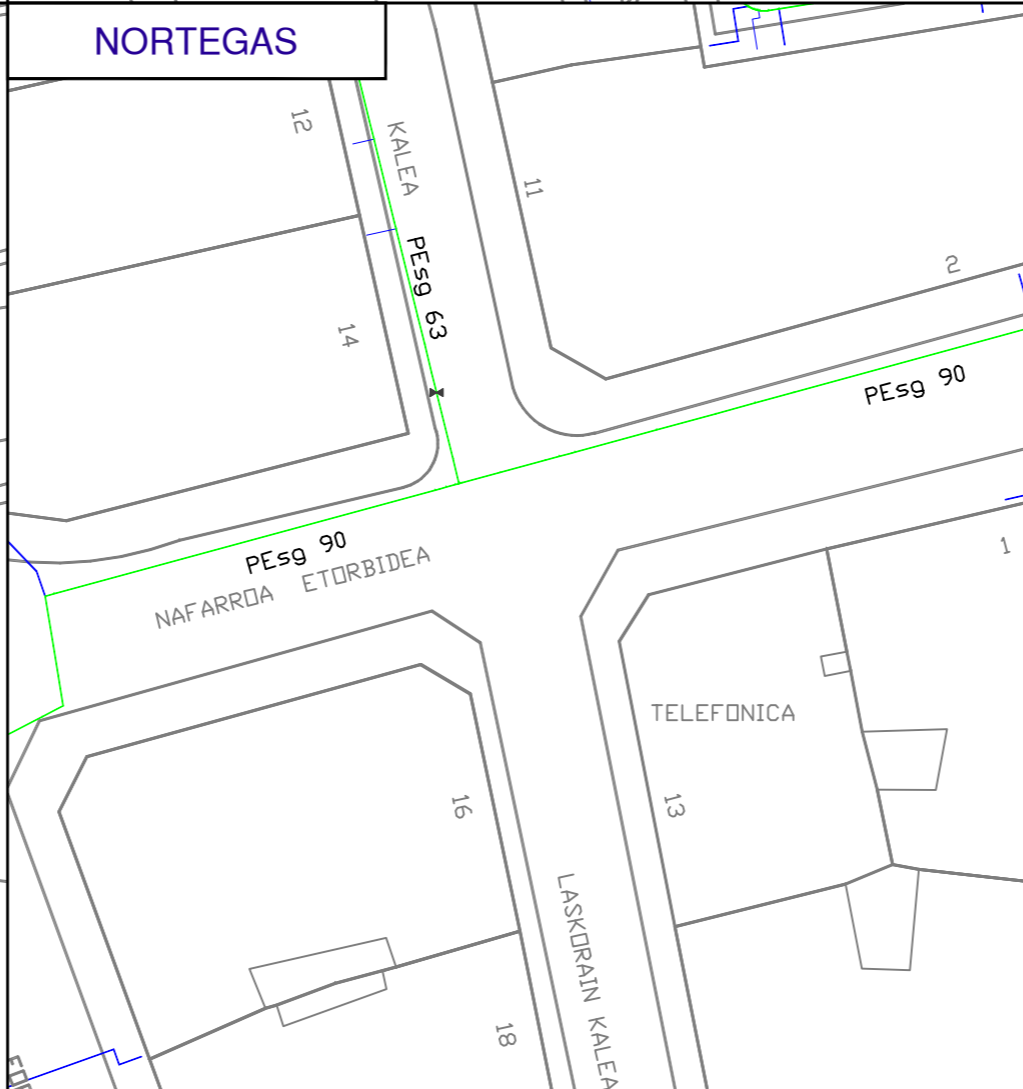 NORTEGAS
12
KALEA
11
PEsg 63
2
14
PEsg 90
PEsg 90
NAFARROA ETORBIDEA
1
TELEFONICA
16
13
LASKORAIN KALEA
18